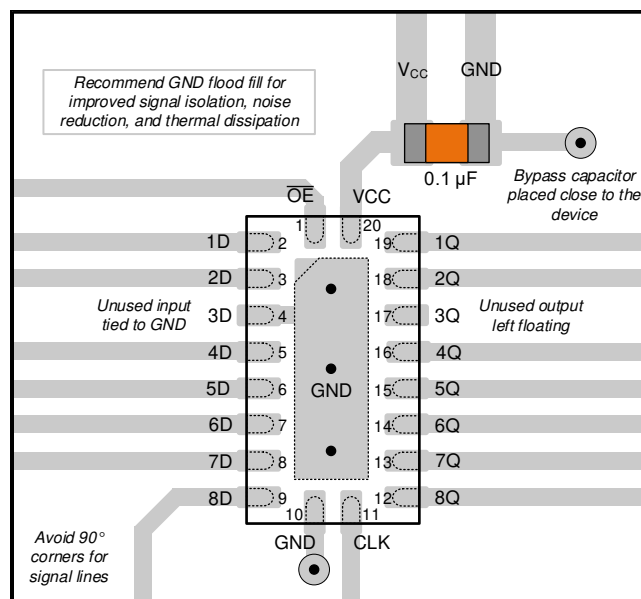 V_CC GND
Recommend GND flood fill for
improved signal isolation, noise
reduction, and thermal dissipation
0.1 µF
Bypass capacitor
placed close to the
device
O̅E̅ VCC
1 20
1D 2 19 1Q
2D 3 18 2Q
Unused input
tied to GND
3D 4 17 3Q
Unused output
left floating
4D 5 16 4Q
5D 6 GND 15 5Q
6D 7 14 6Q
7D 8 13 7Q
8D 9 12 8Q
10 11
GND CLK
Avoid 90°
corners for
signal lines